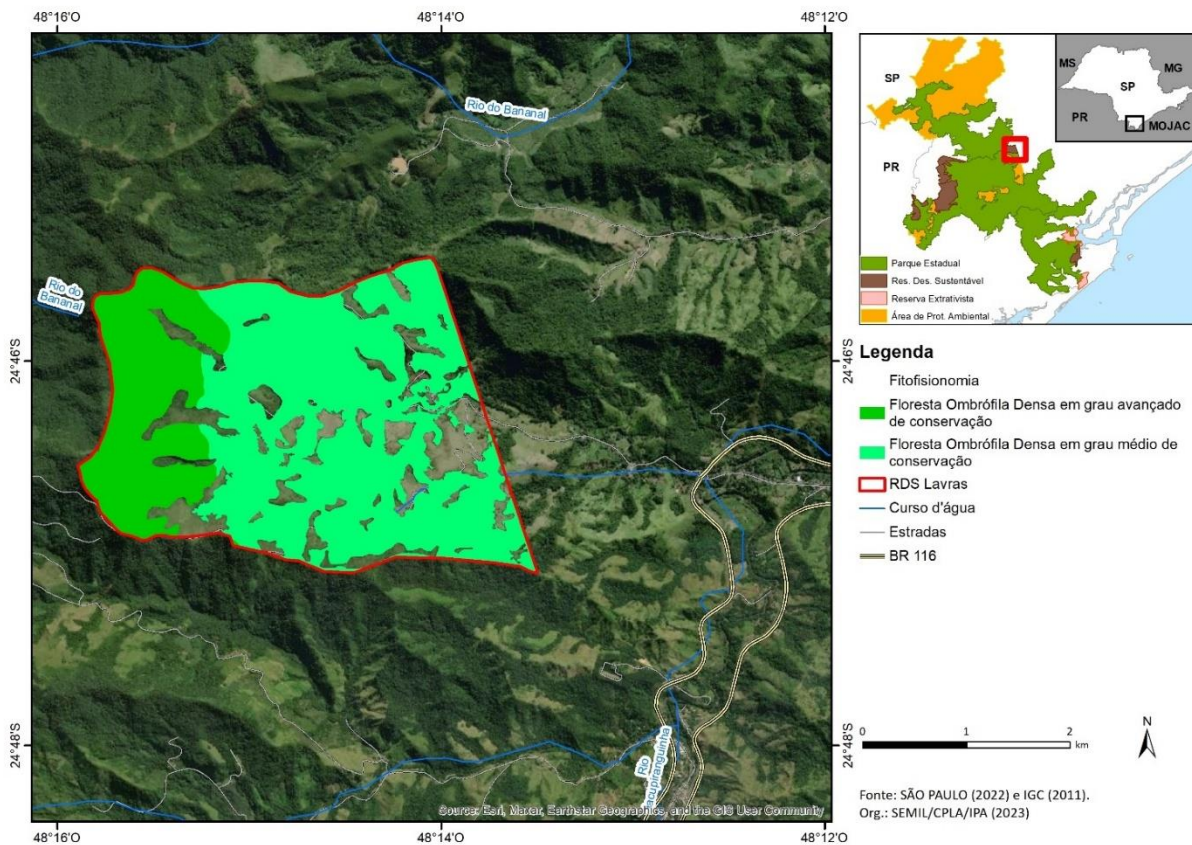 48°16'O
48°14'O
48°12'O
Rio do Bananal
Rio do
Bananal
24°46'S
24°46'S
24°48'S
24°48'S
Rio
Jacupiranguinha
Source: Esri, Maxar, Earthstar Geographics, and the GIS User Community
48°16'O
48°14'O
48°12'O
SP
PR
MS
MG
SP
PR
MOJAC
Parque Estadual
Res. Des. Sustentável
Reserva Extrativista
Área de Prot. Ambiental
Legenda
Fitofisionomia
Floresta Ombrófila Densa em grau avançado
de conservação
Floresta Ombrófila Densa em grau médio de
conservação
RDS Lavras
Curso d'água
Estradas
BR 116
0 1 2
km
N
Fonte: SÃO PAULO (2022) e IGC (2011).
Org.: SEMIL/CPLA/IPA (2023)